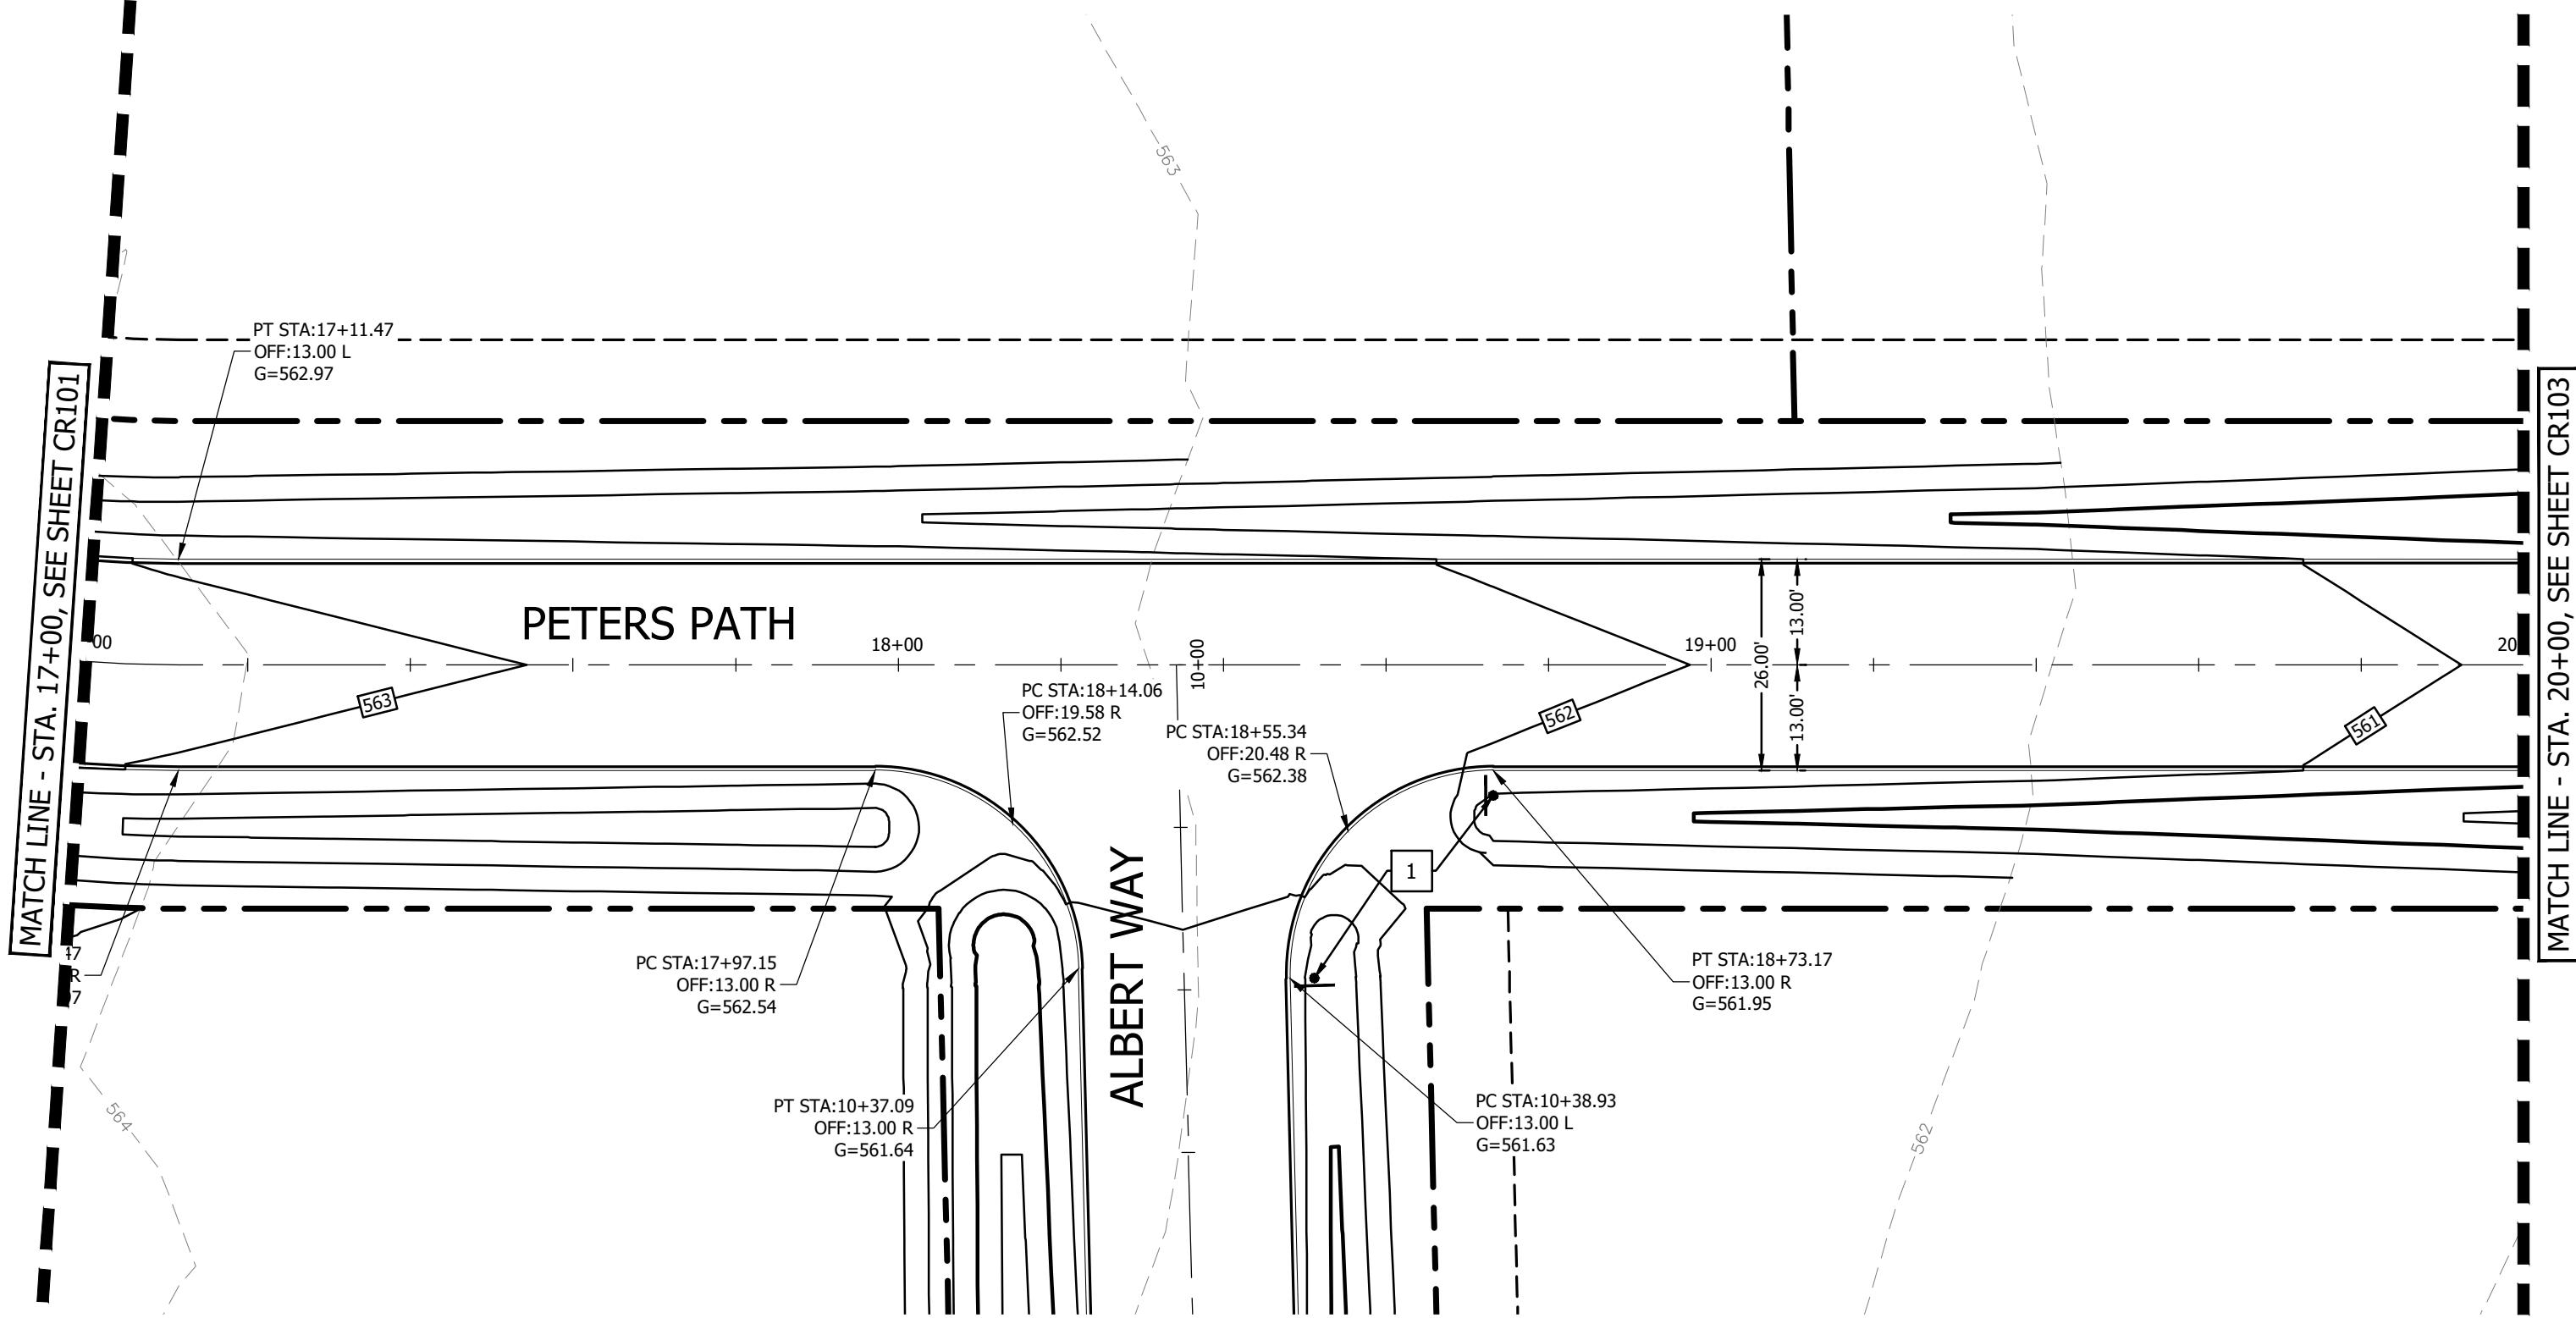 563
PT STA:17+11.47
OFF:13.00 L
G=562.97
MATCH LINE - STA. 17+00, SEE SHEET CR101
MATCH LINE - STA. 20+00, SEE SHEET CR103
PETERS PATH
00
18+00
10+00
19+00
20
13.00'
26.00'
13.00'
563
562
561
PC STA:18+14.06
OFF:19.58 R
G=562.52
PC STA:18+55.34
OFF:20.48 R
G=562.38
1
ALBERT WAY
47
R
97
PC STA:17+97.15
OFF:13.00 R
G=562.54
PT STA:18+73.17
OFF:13.00 R
G=561.95
PT STA:10+37.09
OFF:13.00 R
G=561.64
PC STA:10+38.93
OFF:13.00 L
G=561.63
564
562